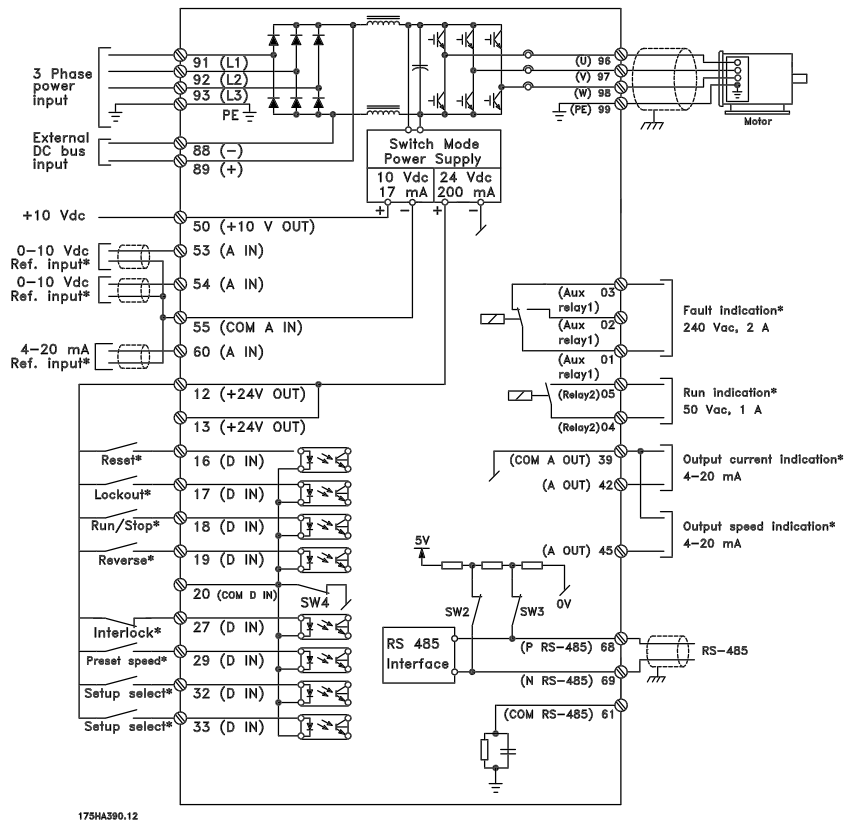 3 Phase
power
input
91 (L1)
92 (L2)
93 (L3)
PE
External
DC bus
input
88 (-)
89 (+)
Switch Mode
Power Supply
10 Vdc
17 mA
24 Vdc
200 mA
+ - + -
(U) 96
(V) 97
(W) 98
(PE) 99
Motor
+10 Vdc
50 (+10 V OUT)
0-10 Vdc
Ref. input*
53 (A IN)
0-10 Vdc
Ref. input*
54 (A IN)
55 (COM A IN)
4-20 mA
Ref. input*
60 (A IN)
12 (+24V OUT)
13 (+24V OUT)
(Aux 03
relay1)
(Aux 02
relay1)
(Aux 01
relay1)
Fault indication*
240 Vac, 2 A
(Relay2)05
(Relay2)04
Run indication*
50 Vac, 1 A
Reset*
16 (D IN)
Lockout*
17 (D IN)
Run/Stop*
18 (D IN)
Reverse*
19 (D IN)
20 (COM D IN)
SW4
Interlock*
27 (D IN)
Preset speed*
29 (D IN)
Setup select*
32 (D IN)
Setup select*
33 (D IN)
(COM A OUT) 39
(A OUT) 42
Output current indication*
4-20 mA
Output speed indication*
4-20 mA
(A OUT) 45
5V
0V
SW2
SW3
RS 485
Interface
(P RS-485) 68
(N RS-485) 69
RS-485
(COM RS-485) 61
175HA390.12